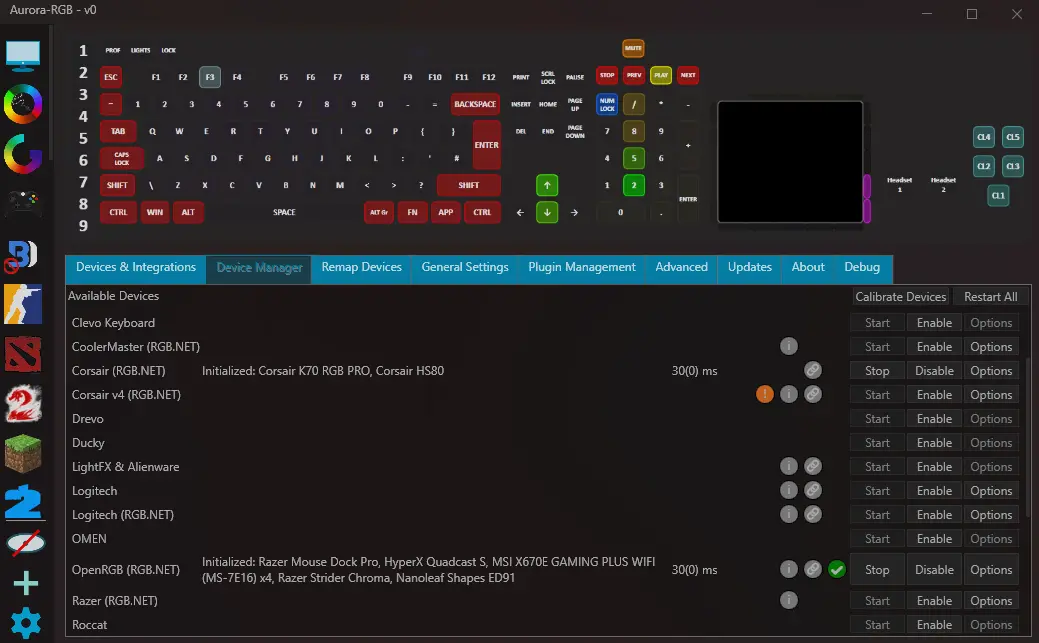 Aurora-RGB - v0
1 PROF LIGHTS LOCK MUTE
2 ESC F1 F2 F3 F4 F5 F6 F7 F8 F9 F10 F11 F12 PRINT SCRL LOCK PAUSE STOP PREV PLAY NEXT
3 ~ 1 2 3 4 5 6 7 8 9 0 - = BACKSPACE INSERT HOME PAGE UP NUM LOCK / * -
4
5 TAB Q W E R T Y U I O P { } ENTER DEL END PAGE DOWN 7 8 9 +
6 CAPS LOCK A S D F G H J K L : ' # 4 5 6
7 SHIFT \ Z X C V B N M < > ? SHIFT ↑ 1 2 3 ENTER
8 CTRL WIN ALT SPACE ALT Gr FN APP CTRL ← ↓ → 0 .
9
Headset 1 Headset 2
CL4 CL5
CL2 CL3
CL1
Devices & Integrations Device Manager Remap Devices General Settings Plugin Management Advanced Updates About Debug
Available Devices Calibrate Devices Restart All
Clevo Keyboard Start Enable Options
CoolerMaster (RGB.NET) Start Enable Options
Corsair (RGB.NET) Initialized: Corsair K70 RGB PRO, Corsair HS80 30(0) ms Stop Disable Options
Corsair v4 (RGB.NET) Start Enable Options
Drevo Start Enable Options
Ducky Start Enable Options
LightFX & Alienware Start Enable Options
Logitech Start Enable Options
Logitech (RGB.NET) Start Enable Options
OMEN Start Enable Options
OpenRGB (RGB.NET) Initialized: Razer Mouse Dock Pro, HyperX Quadcast S, MSI X670E GAMING PLUS WIFI
(MS-7E16) x4, Razer Strider Chroma, Nanoleaf Shapes ED91 30(0) ms Stop Disable Options
Razer (RGB.NET) Start Enable Options
Roccat Start Enable Options